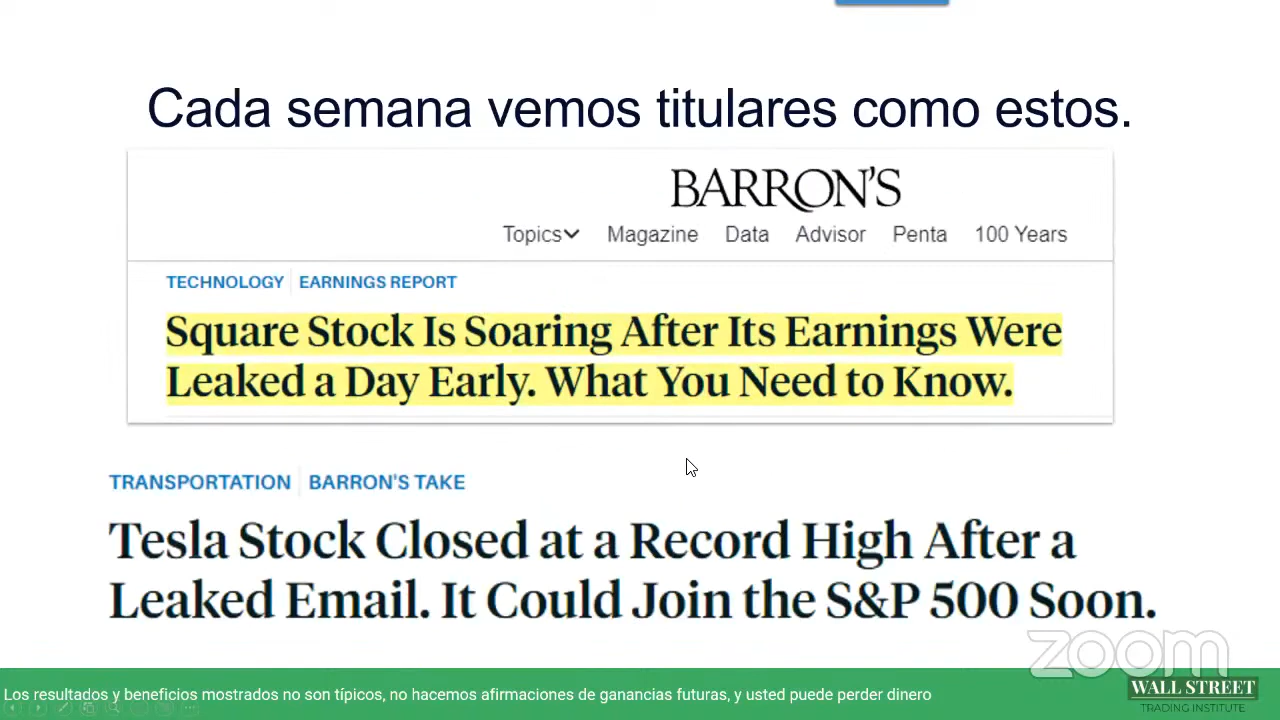 Cada semana vemos titulares como estos.
BARRON'S
Topics Magazine Data Advisor Penta 100 Years
TECHNOLOGY EARNINGS REPORT
Square Stock Is Soaring After Its Earnings Were
Leaked a Day Early. What You Need to Know.
TRANSPORTATION BARRON'S TAKE
Tesla Stock Closed at a Record High After a
Leaked Email. It Could Join the S&P 500 Soon.
zoom
Los resultados y beneficios mostrados no son típicos, no hacemos afirmaciones de ganancias futuras, y usted puede perder dinero
WALL STREET
TRADING INSTITUTE